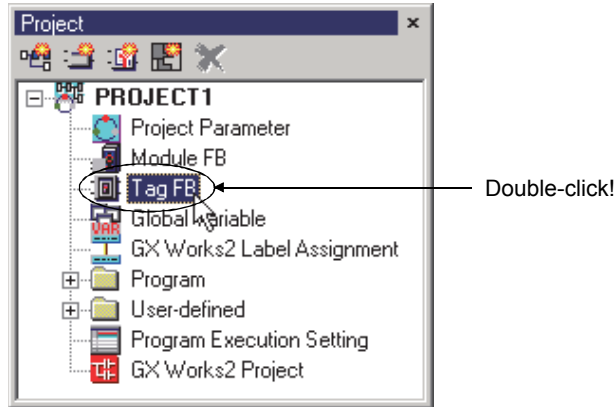 Project
PROJECT1
Project Parameter
Module FB
Tag FB
Double-click!
Global Variable
VAR
GX Works2 Label Assignment
Program
User-defined
Program Execution Setting
GX Works2 Project